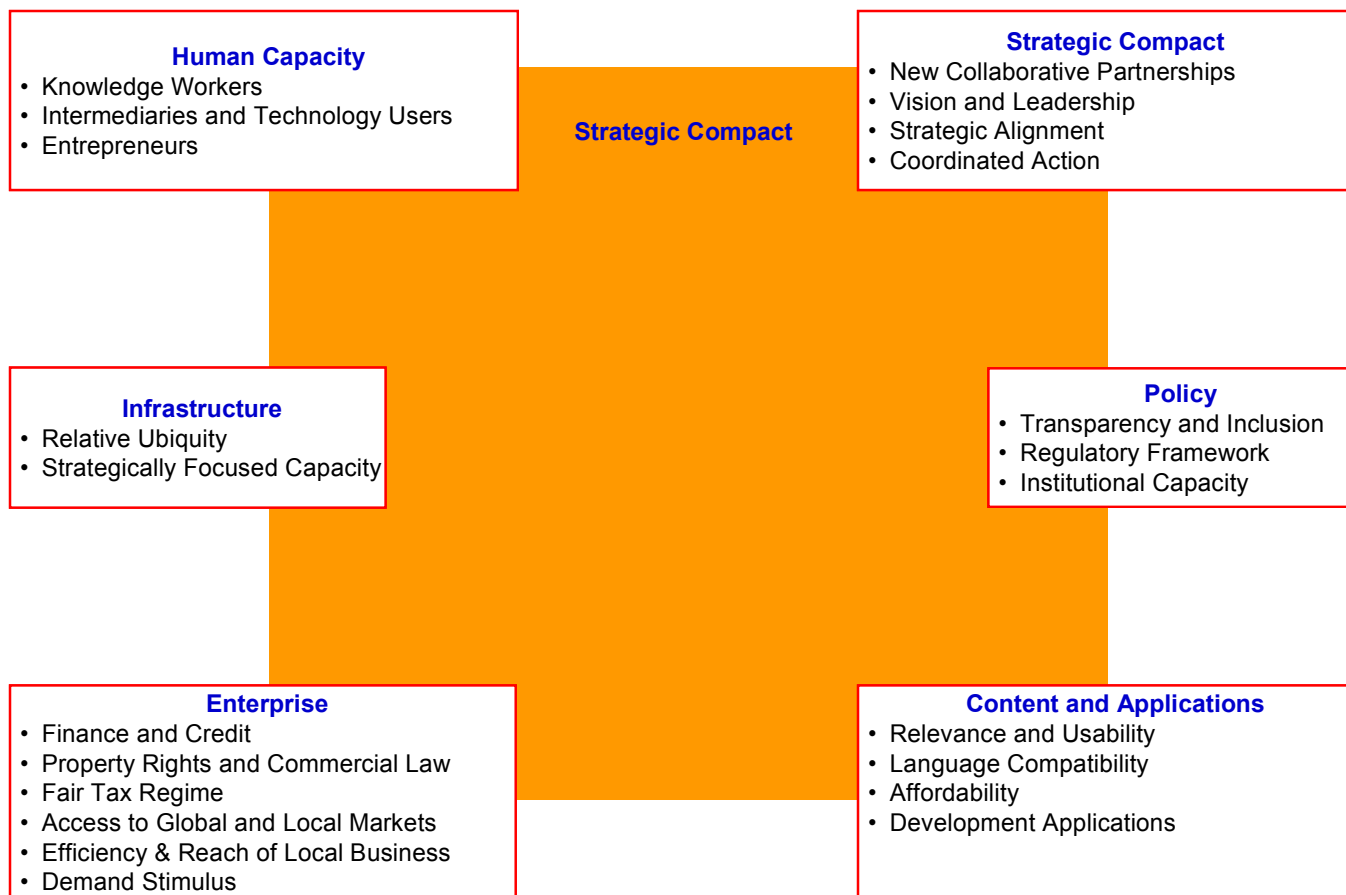 Human Capacity
• Knowledge Workers
• Intermediaries and Technology Users
• Entrepreneurs
Strategic Compact
Strategic Compact
• New Collaborative Partnerships
• Vision and Leadership
• Strategic Alignment
• Coordinated Action
Infrastructure
• Relative Ubiquity
• Strategically Focused Capacity
Policy
• Transparency and Inclusion
• Regulatory Framework
• Institutional Capacity
Enterprise
• Finance and Credit
• Property Rights and Commercial Law
• Fair Tax Regime
• Access to Global and Local Markets
• Efficiency & Reach of Local Business
• Demand Stimulus
Content and Applications
• Relevance and Usability
• Language Compatibility
• Affordability
• Development Applications